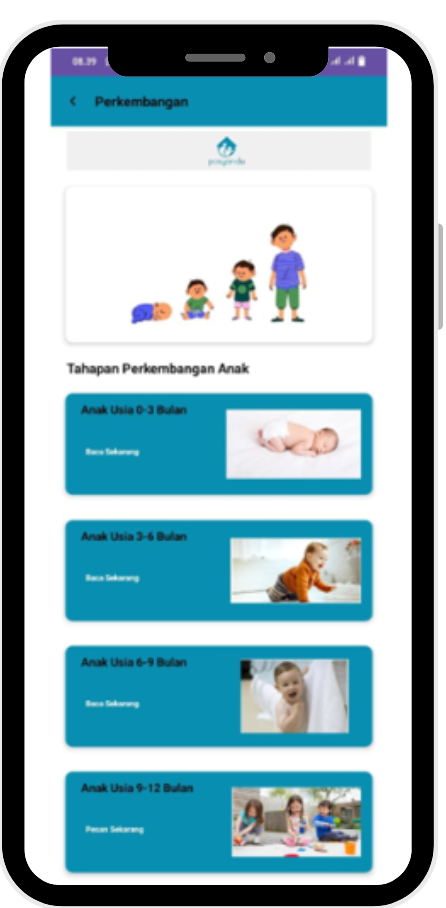 08.39
Perkembangan
posyandu
Tahapan Perkembangan Anak
Anak Usia 0-3 Bulan
Baca Sekarang
Anak Usia 3-6 Bulan
Baca Sekarang
Anak Usia 6-9 Bulan
Baca Sekarang
Anak Usia 9-12 Bulan
Pesan Sekarang